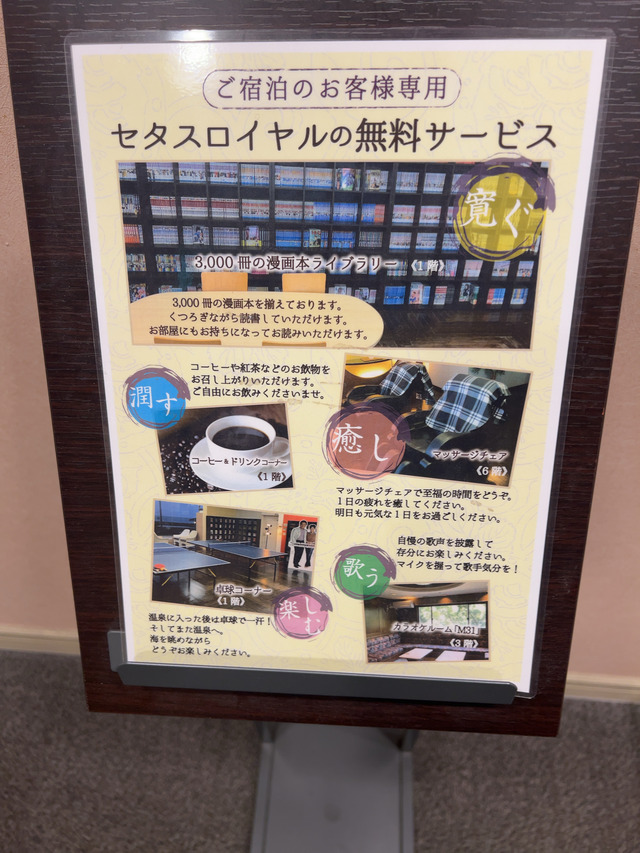 ご宿泊のお客様専用
セタスロイヤルの無料サービス
寛ぐ
3,000冊の漫画本ライブラリー《1階》
3,000冊の漫画本を揃えております。
くつろぎながら読書していただけます。
お部屋にもお持ちになってお読みいただけます。
潤す
コーヒーや紅茶などのお飲物を
お召し上がりいただけます。
ご自由にお飲みくださいませ。
コーヒー&ドリンクコーナー
《1階》
癒し
マッサージチェア
《6階》
マッサージチェアで至福の時間をどうぞ。
1日の疲れを癒してください。
明日も元気な1日をお過ごしください。
卓球コーナー
《1階》
楽しむ
温泉に入った後は卓球で一汗！
そしてまた温泉へ。
海を眺めながら
どうぞお楽しみください。
歌う
自慢の歌声を披露して
存分にお楽しみください。
マイクを握って歌手気分を！
カラオケルーム「M31」
《3階》